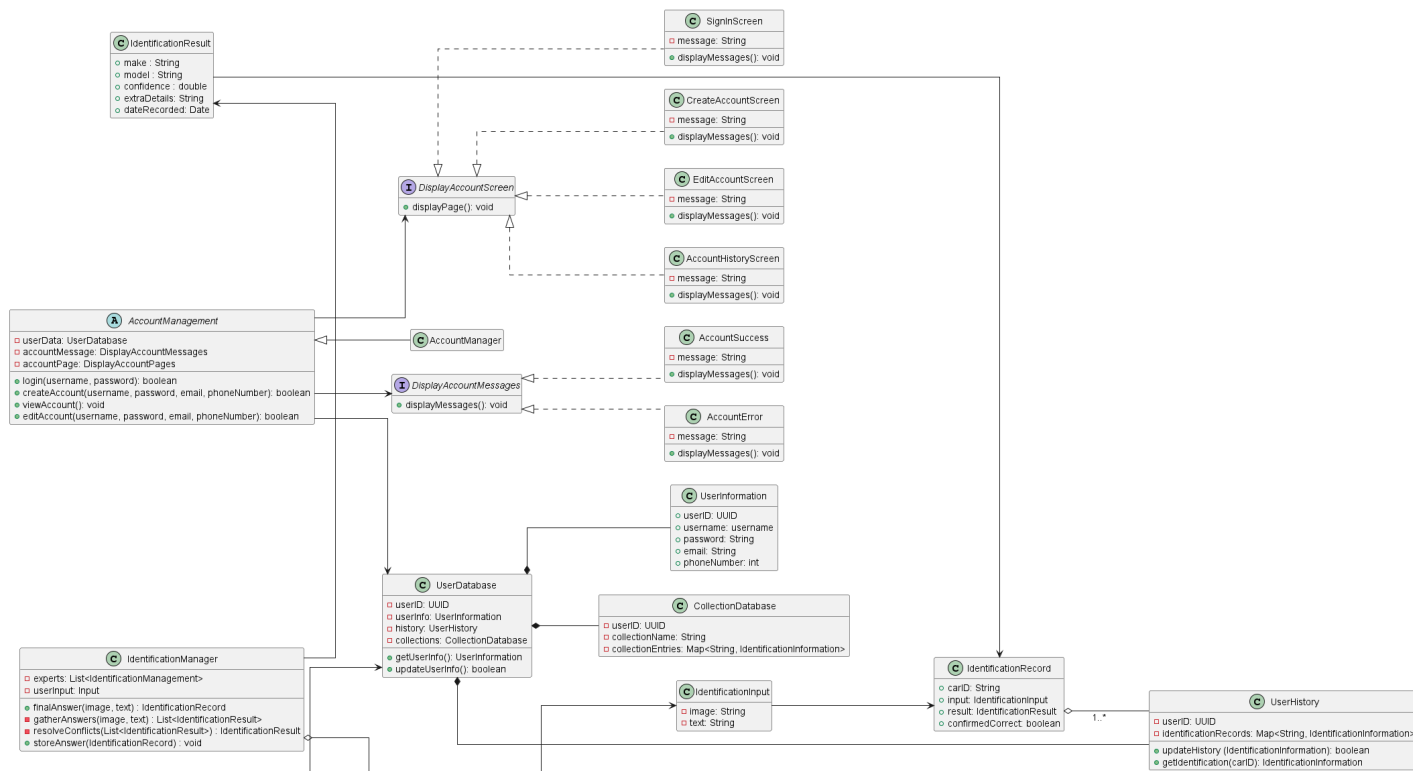 C SignInScreen
message: String
displayMessages(): void
C IdentificationResult
make : String
model : String
confidence : double
extraDetails: String
dateRecorded: Date
C CreateAccountScreen
message: String
displayMessages(): void
I DisplayAccountScreen
displayPage(): void
C EditAccountScreen
message: String
displayMessages(): void
C AccountHistoryScreen
message: String
displayMessages(): void
A AccountManagement
userData: UserDatabase
accountMessage: DisplayAccountMessages
accountPage: DisplayAccountPages
login(username, password): boolean
createAccount(username, password, email, phoneNumber): boolean
viewAccount(): void
editAccount(username, password, email, phoneNumber): boolean
C AccountManager
C AccountSuccess
message: String
displayMessages(): void
I DisplayAccountMessages
displayMessages(): void
C AccountError
message: String
displayMessages(): void
C UserInformation
userID: UUID
username: username
password: String
email: String
phoneNumber: int
C UserDatabase
userID: UUID
userInfo: UserInformation
history: UserHistory
collections: CollectionDatabase
getUserInfo(): UserInformation
updateUserInfo(): boolean
C CollectionDatabase
userID: UUID
collectionName: String
collectionEntries: Map<String, IdentificationInformation>
C IdentificationManager
experts: List<IdentificationManagement>
userInput: Input
finalAnswer(image, text) : IdentificationRecord
gatherAnswers(image, text) : List<IdentificationResult>
resolveConflicts(List<IdentificationResult>) : IdentificationResult
storeAnswer(IdentificationRecord) : void
C IdentificationInput
image: String
text: String
C IdentificationRecord
carID: String
input: IdentificationInput
result: IdentificationResult
confirmedCorrect: boolean
1..*
C UserHistory
userID: UUID
identificationRecords: Map<String, IdentificationInformation>
updateHistory (IdentificationInformation): boolean
getIdentification(carID): IdentificationInformation